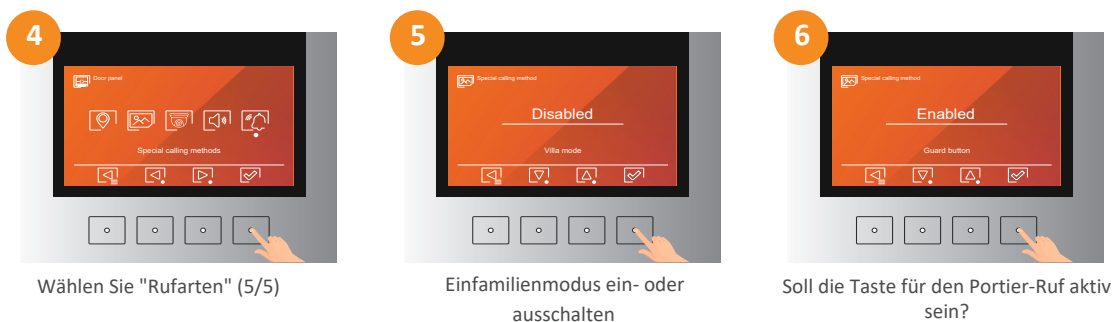 4
Door panel
Special calling methods
Wählen Sie "Rufarten" (5/5)
5
Special calling method
Disabled
Villa mode
Einfamilienmodus ein- oder
ausschalten
6
Special calling method
Enabled
Guard button
Soll die Taste für den Portier-Ruf aktiv
sein?